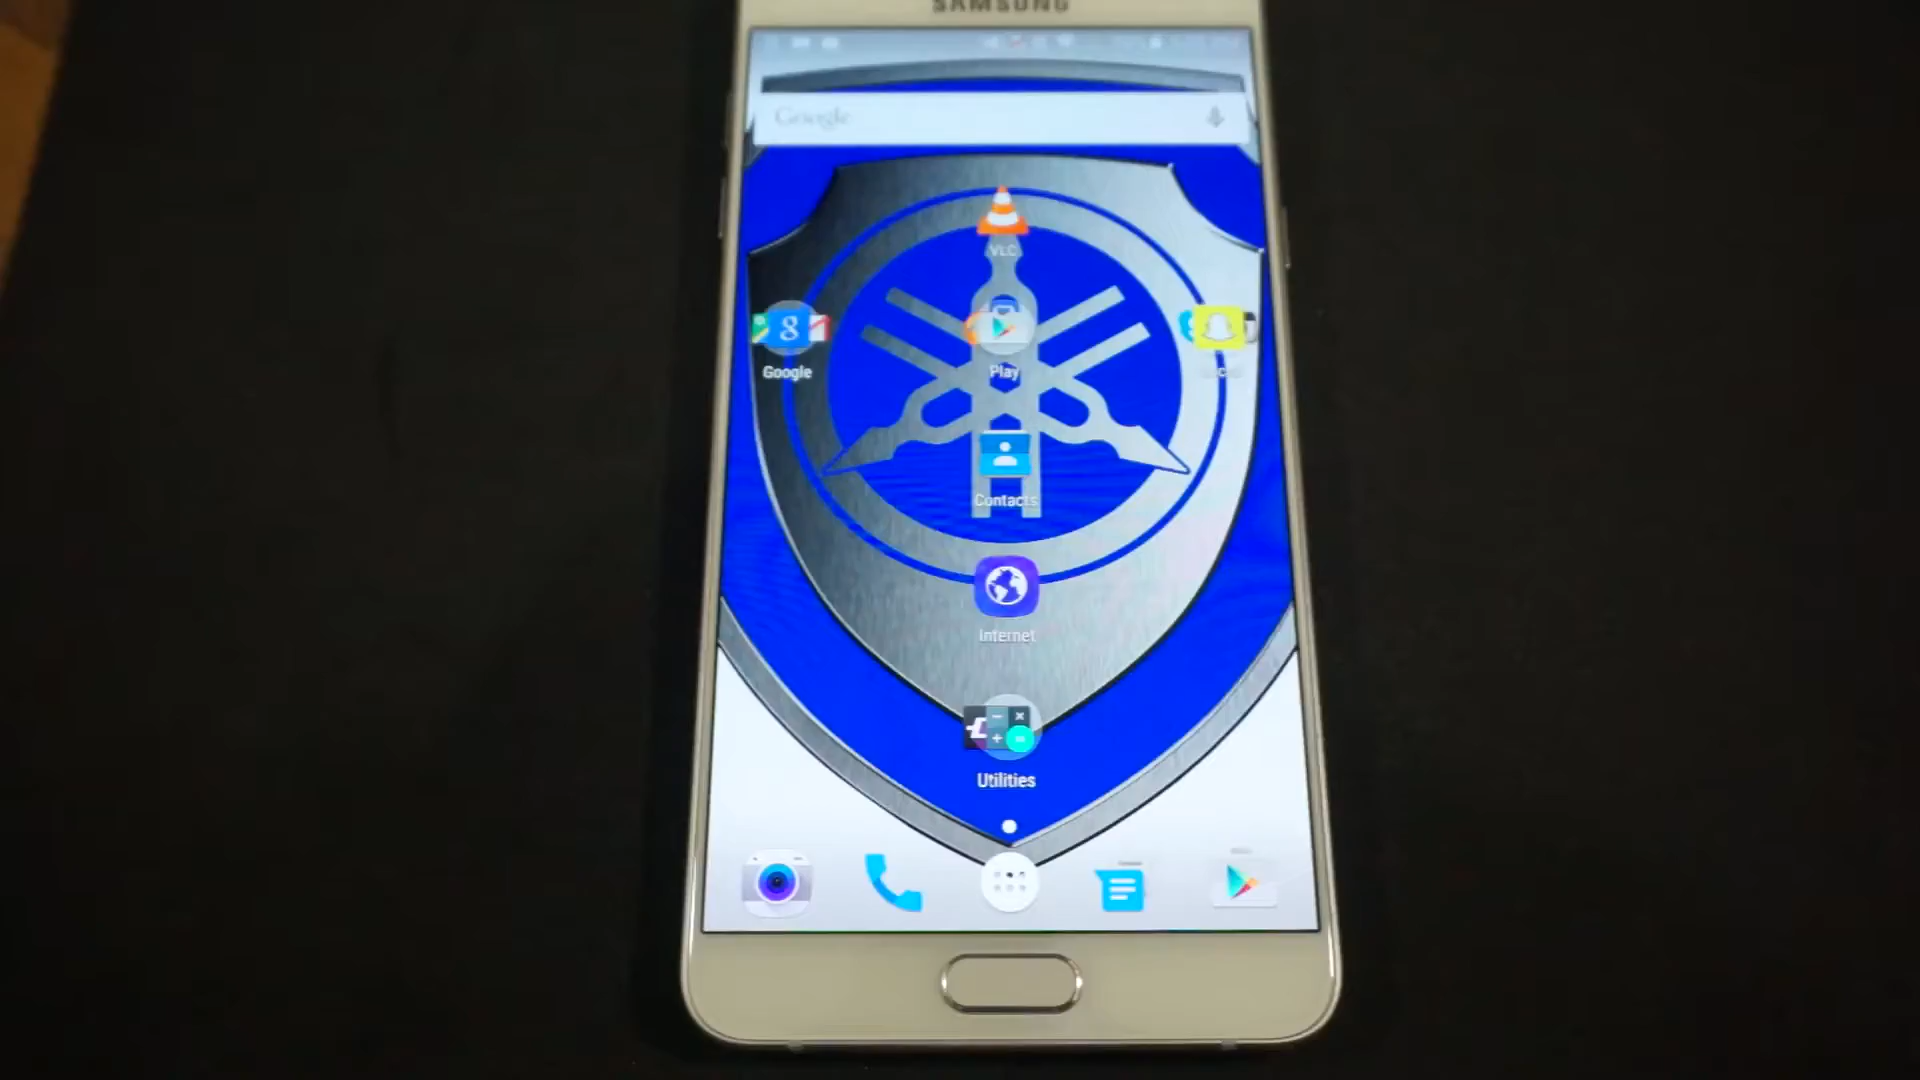 SAMSUNG
Google
VLC
Google
Play
Contacts
Internet
Utilities